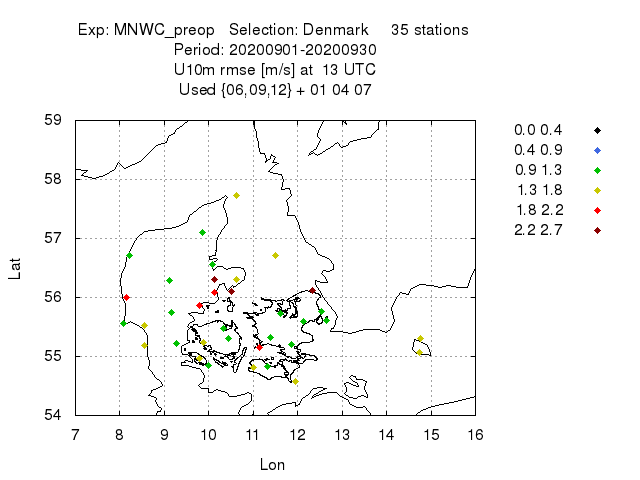 Exp: MNWC_preop Selection: Denmark 35 stations
Period: 20200901-20200930
U10m rmse [m/s] at 13 UTC
Used {06,09,12} + 01 04 07
59
58
57
56
55
54
7 8 9 10 11 12 13 14 15 16
Lat
Lon
0.0 0.4
0.4 0.9
0.9 1.3
1.3 1.8
1.8 2.2
2.2 2.7